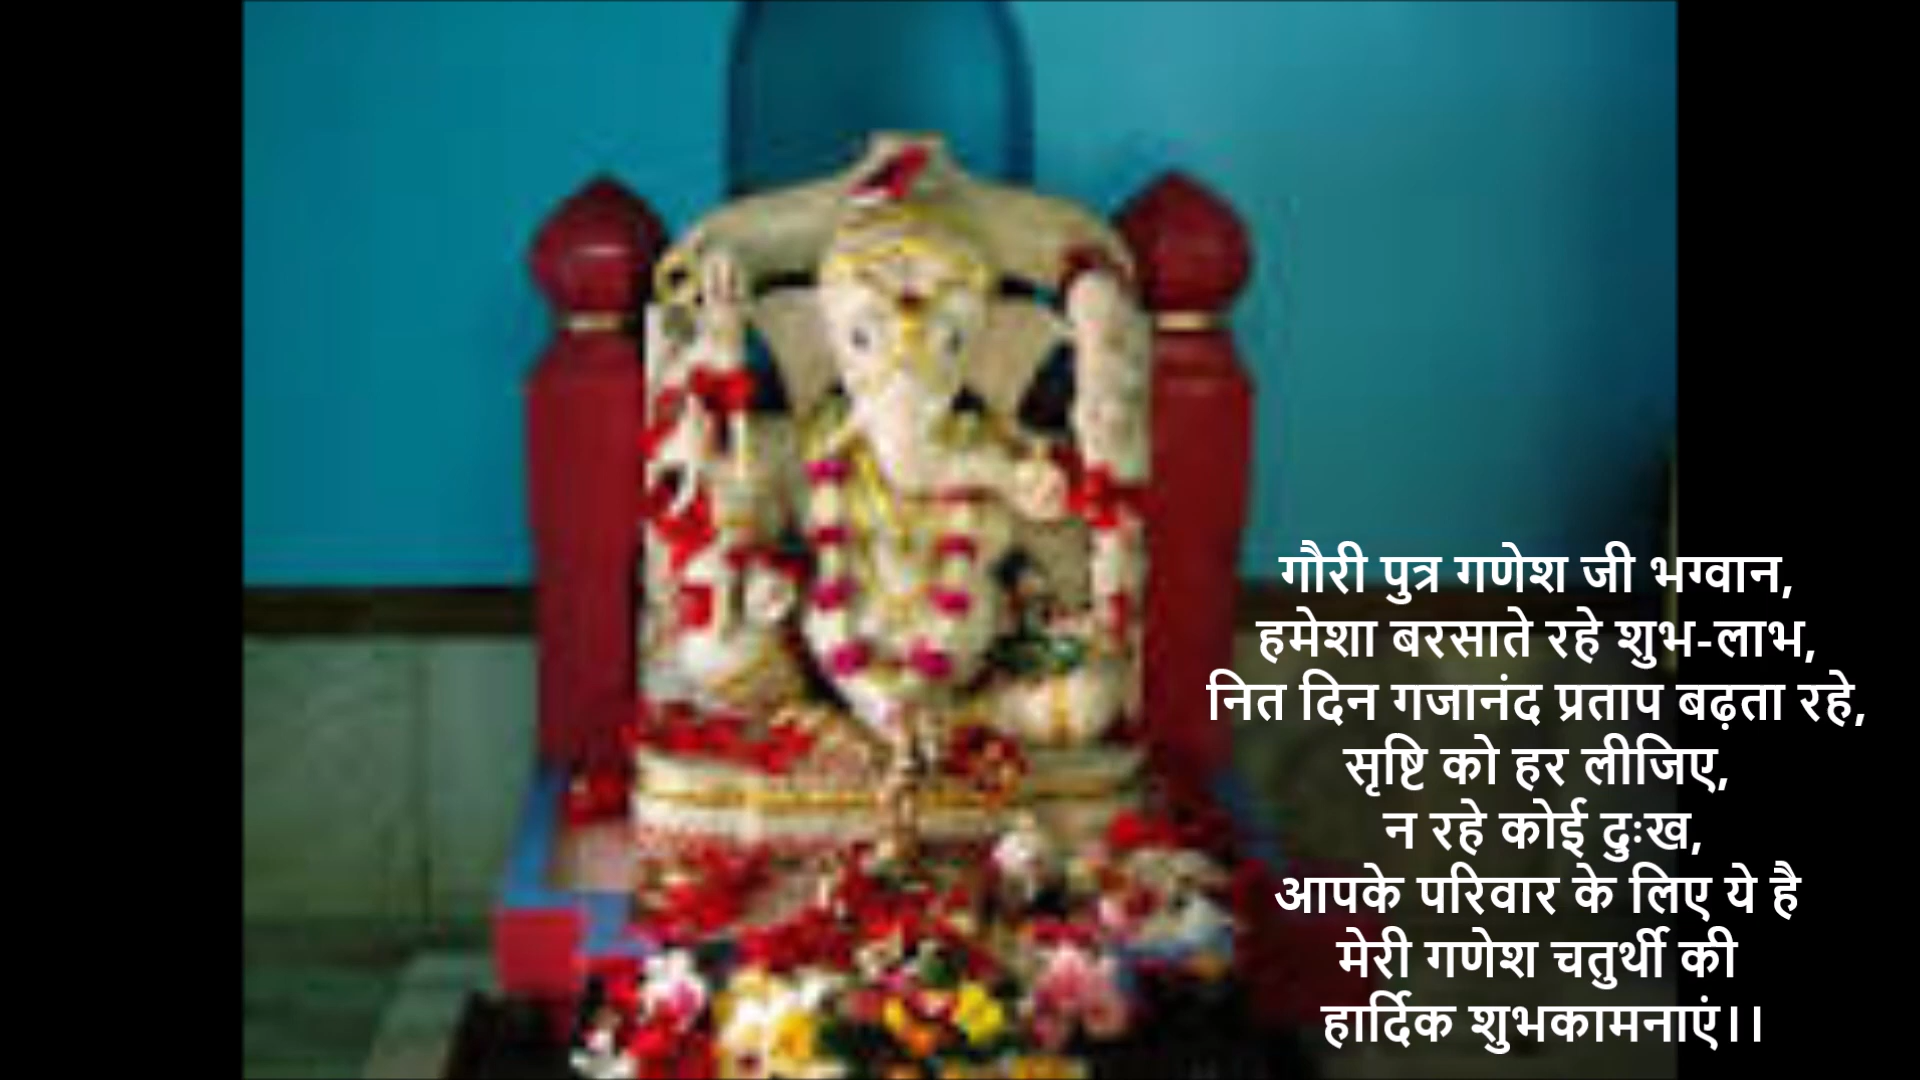 गौरी पुत्र गणेश जी भग्वान,
हमेशा बरसाते रहे शुभ-लाभ,
नित दिन गजानंद प्रताप बढ़ता रहे,
सृष्टि को हर लीजिए,
न रहे कोई दुःख,
आपके परिवार के लिए ये है
मेरी गणेश चतुर्थी की
हार्दिक शुभकामनाएं।।